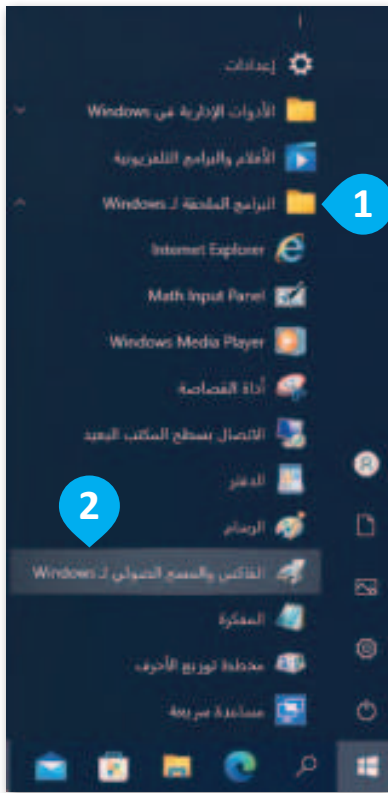 إعدادات
الأدوات الإدارية في Windows
الأفلام والبرامج التلفزيونية
البرامج الملحقة لـ Windows
1
Internet Explorer
Math Input Panel
Windows Media Player
أداة القصاصة
الاتصال بسطح المكتب البعيد
الدفتر
2
الرسام
الفاكس والمسح الضوئي لـ Windows
المفكرة
مخطط توزيع الأحرف
مساعدة سريعة